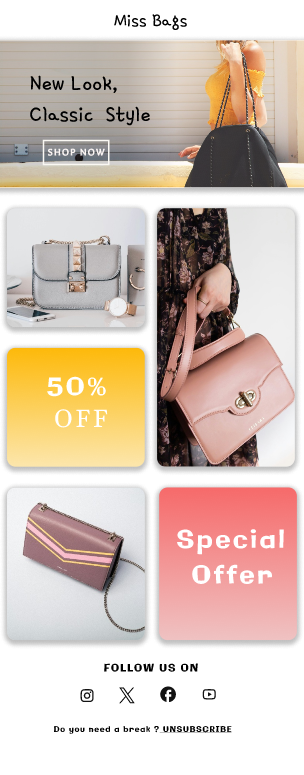 Miss Bags
New Look,
Classic Style
SHOP NOW
50%
OFF
Special
Offer
FOLLOW US ON
Do you need a break ? UNSUBSCRIBE